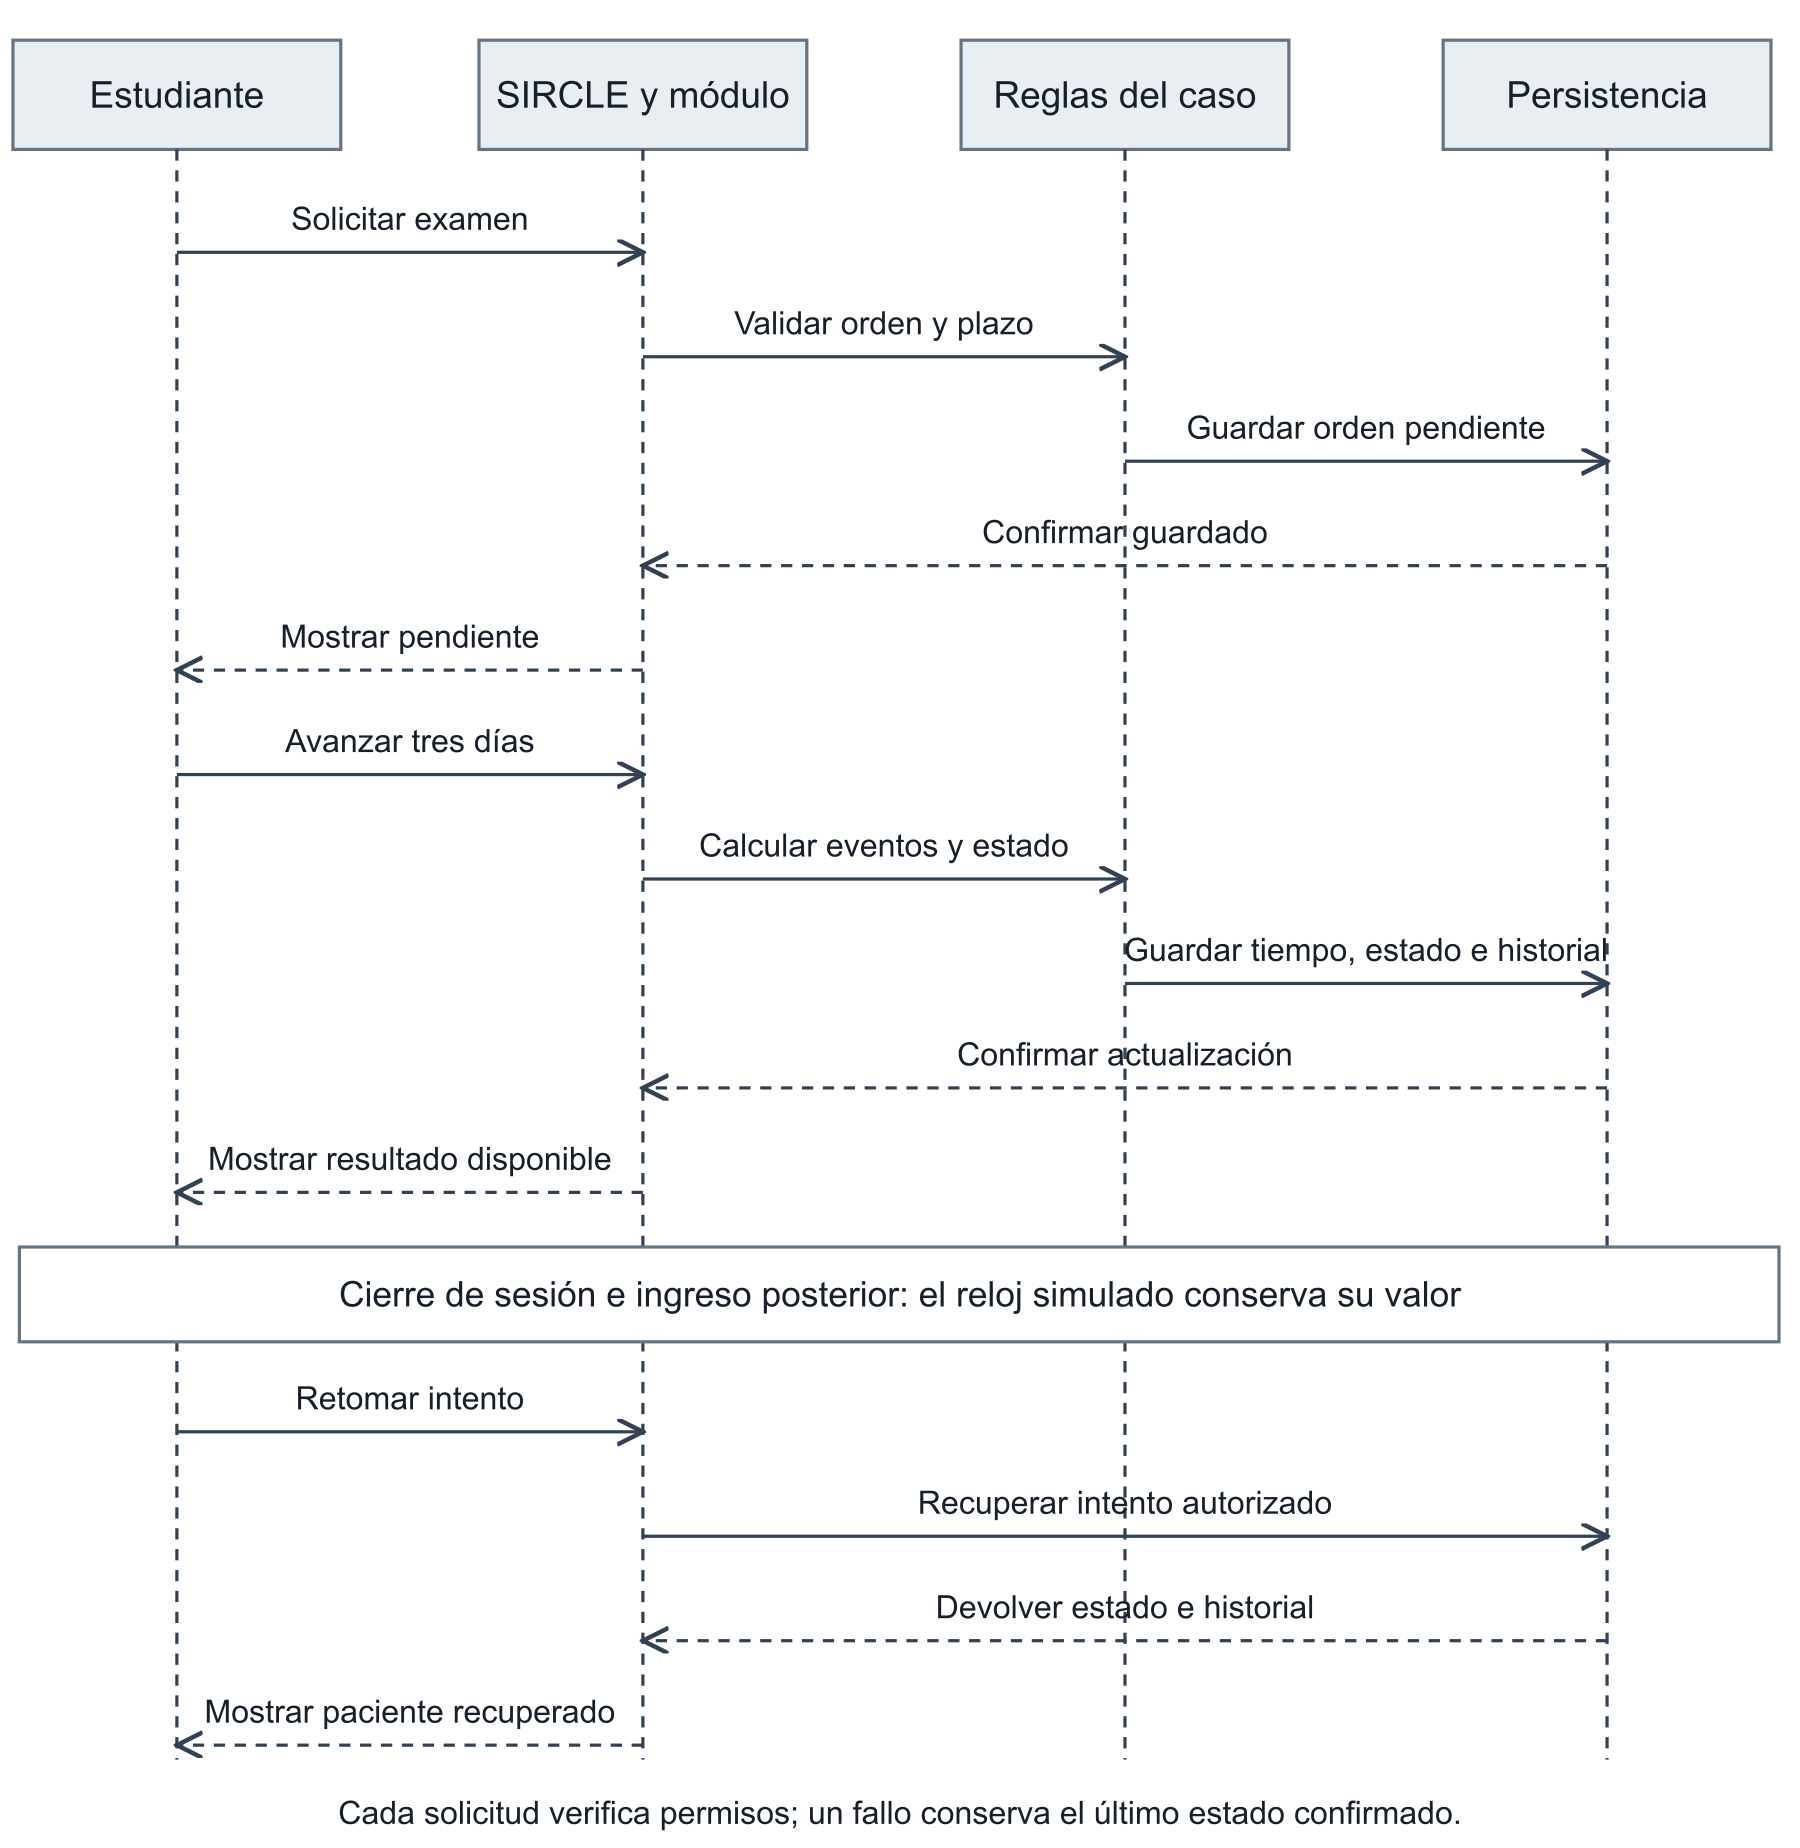 Estudiante
SIRCLE y módulo
Reglas del caso
Persistencia
Solicitar examen
Validar orden y plazo
Guardar orden pendiente
Confirmar guardado
Mostrar pendiente
Avanzar tres días
Calcular eventos y estado
Guardar tiempo, estado e historial
Confirmar actualización
Mostrar resultado disponible
Cierre de sesión e ingreso posterior: el reloj simulado conserva su valor
Retomar intento
Recuperar intento autorizado
Devolver estado e historial
Mostrar paciente recuperado
Cada solicitud verifica permisos; un fallo conserva el último estado confirmado.